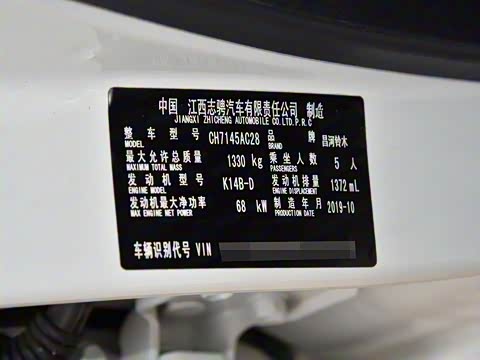 中国 江西志骋汽车有限责任公司 制造
JIANGXI ZHICHENG AUTOMOBILE CO.LTD.P.R.C
整车型号 CH7145AC28 品牌 昌河铃木
MODEL BRAND
最大允许总质量 1330 kg 乘坐人数 5 人
MAXIMUM TOTAL MASS PASSENGERS
发动机型号 K14B-D 发动机排量 1372 mL
ENGINE MODEL ENGINE DISPLACEMENT
发动机最大净功率 68 kW 制造年月 2019-10
MAX ENGINE NET POWER PRODUCTION DATE
车辆识别代号 VIN